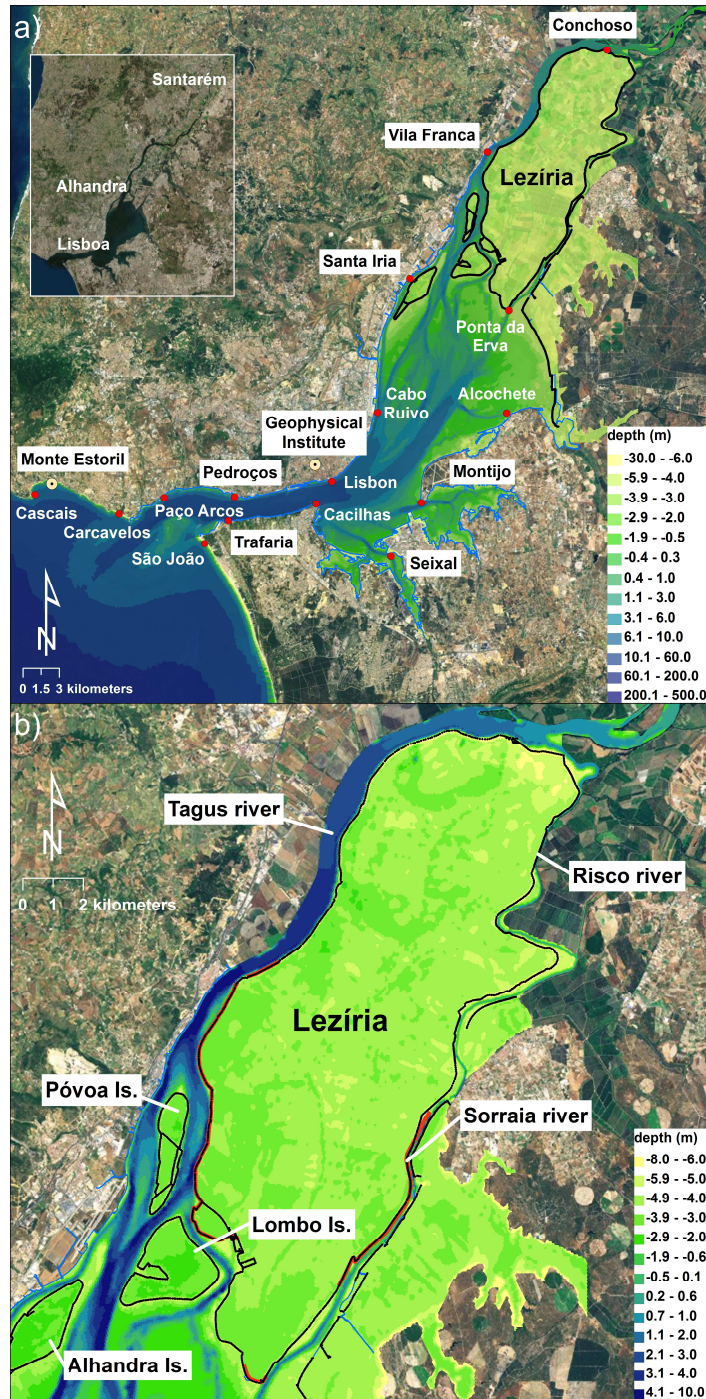 a)
Conchoso
Santarém
Vila Franca
Lezíria
Alhandra
Lisboa
Santa Iria
Ponta da
Erva
Cabo
Ruivo
Alcochete
Geophysical
Institute
depth (m)
-30.0 - -6.0
-5.9 - -4.0
-3.9 - -3.0
-2.9 - -2.0
-1.9 - -0.5
-0.4 - 0.3
0.4 - 1.0
1.1 - 3.0
3.1 - 6.0
6.1 - 10.0
10.1 - 60.0
60.1 - 200.0
200.1 - 500.0
Monte Estoril
Pedroços
Lisbon
Montijo
Cascais
Paço Arcos
Cacilhas
Carcavelos
Trafaria
São João
Seixal
N
0 1.5 3 kilometers
b)
Tagus river
N
Risco river
0 1 2 kilometers
Lezíria
Póvoa Is.
Sorraia river
depth (m)
-8.0 - -6.0
-5.9 - -5.0
-4.9 - -4.0
-3.9 - -3.0
-2.9 - -2.0
-1.9 - -0.6
-0.5 - 0.1
0.2 - 0.6
0.7 - 1.0
1.1 - 2.0
2.1 - 3.0
3.1 - 4.0
4.1 - 10.0
Lombo Is.
Alhandra Is.